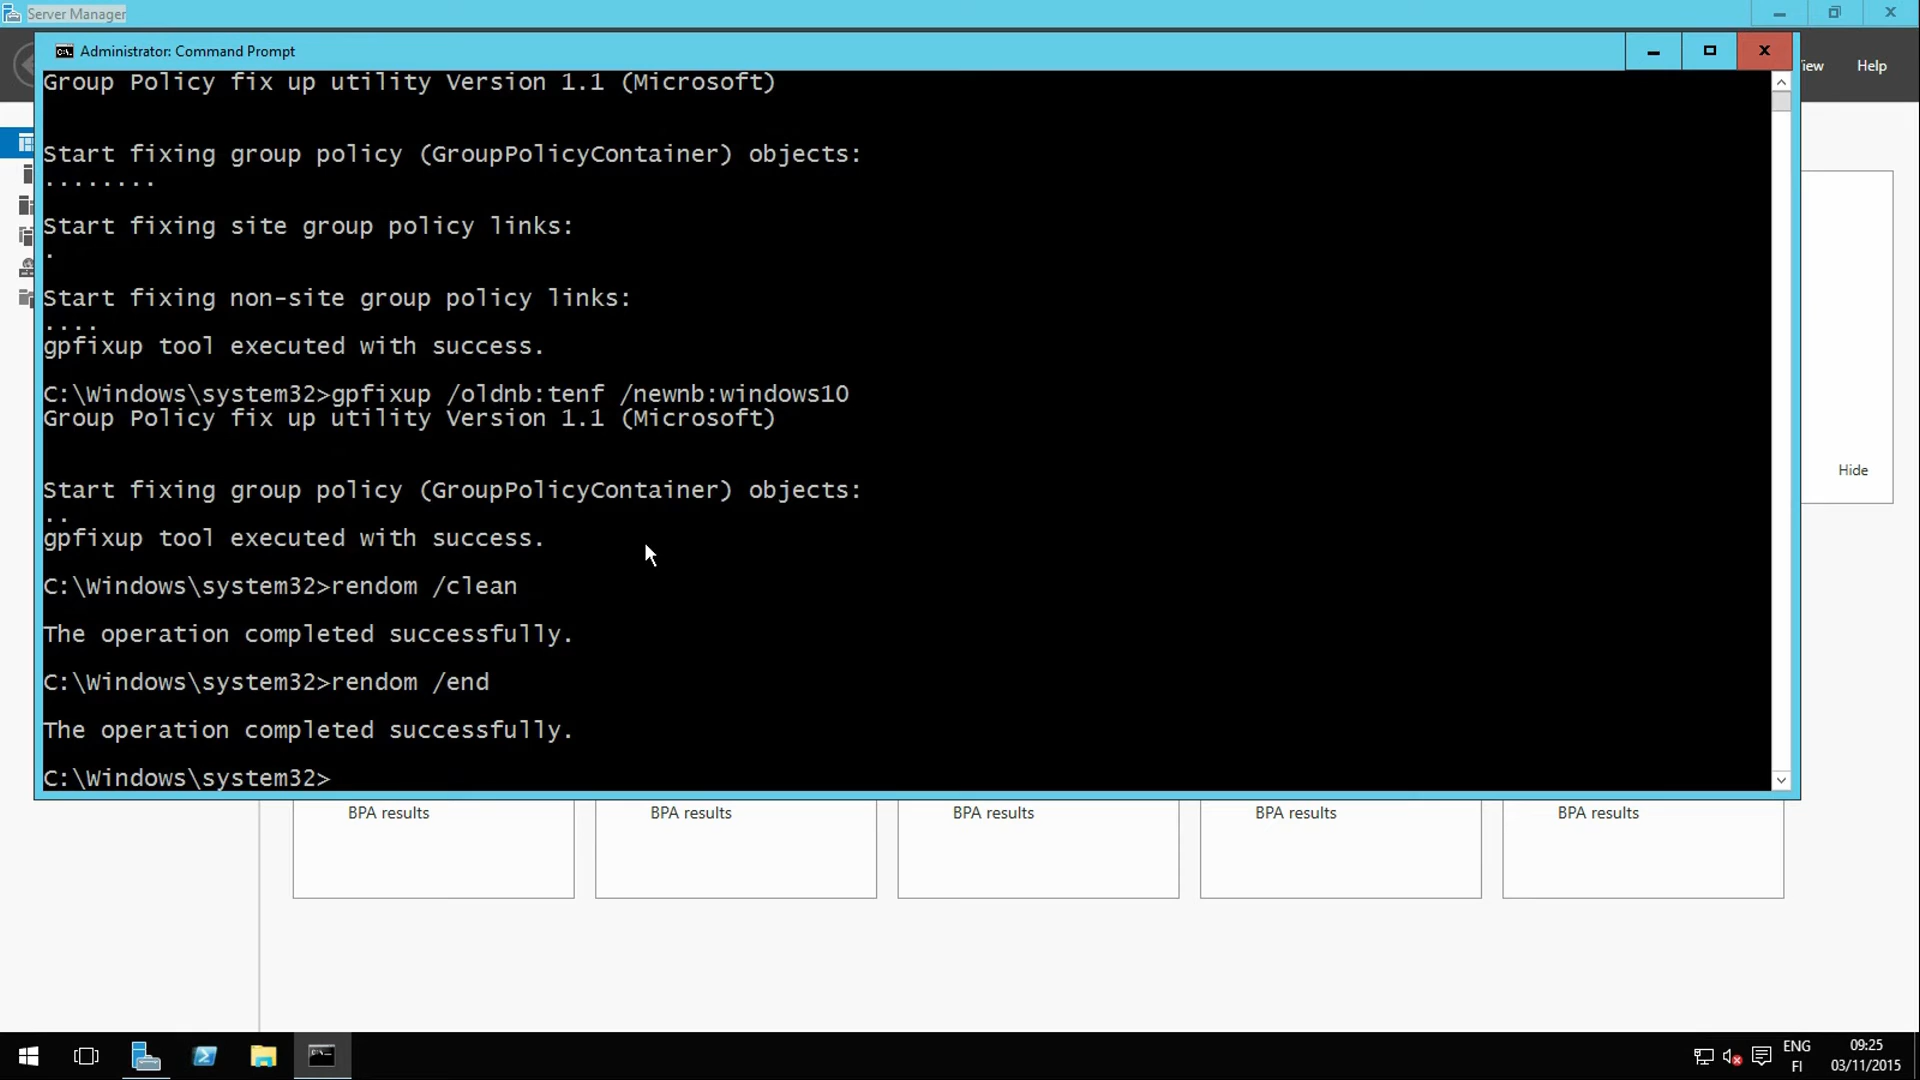 Server Manager
Administrator: Command Prompt
iew
Help
Group Policy fix up utility Version 1.1 (Microsoft)
Start fixing group policy (GroupPolicyContainer) objects:
........
Start fixing site group policy links:
.
Start fixing non-site group policy links:
....
gpfixup tool executed with success.
C:\Windows\system32>gpfixup /oldnb:tenf /newnb:windows10
Group Policy fix up utility Version 1.1 (Microsoft)
Hide
Start fixing group policy (GroupPolicyContainer) objects:
..
gpfixup tool executed with success.
C:\Windows\system32>rendom /clean
The operation completed successfully.
C:\Windows\system32>rendom /end
The operation completed successfully.
C:\Windows\system32>
BPA results
BPA results
BPA results
BPA results
BPA results
ENG
FI
09:25
03/11/2015